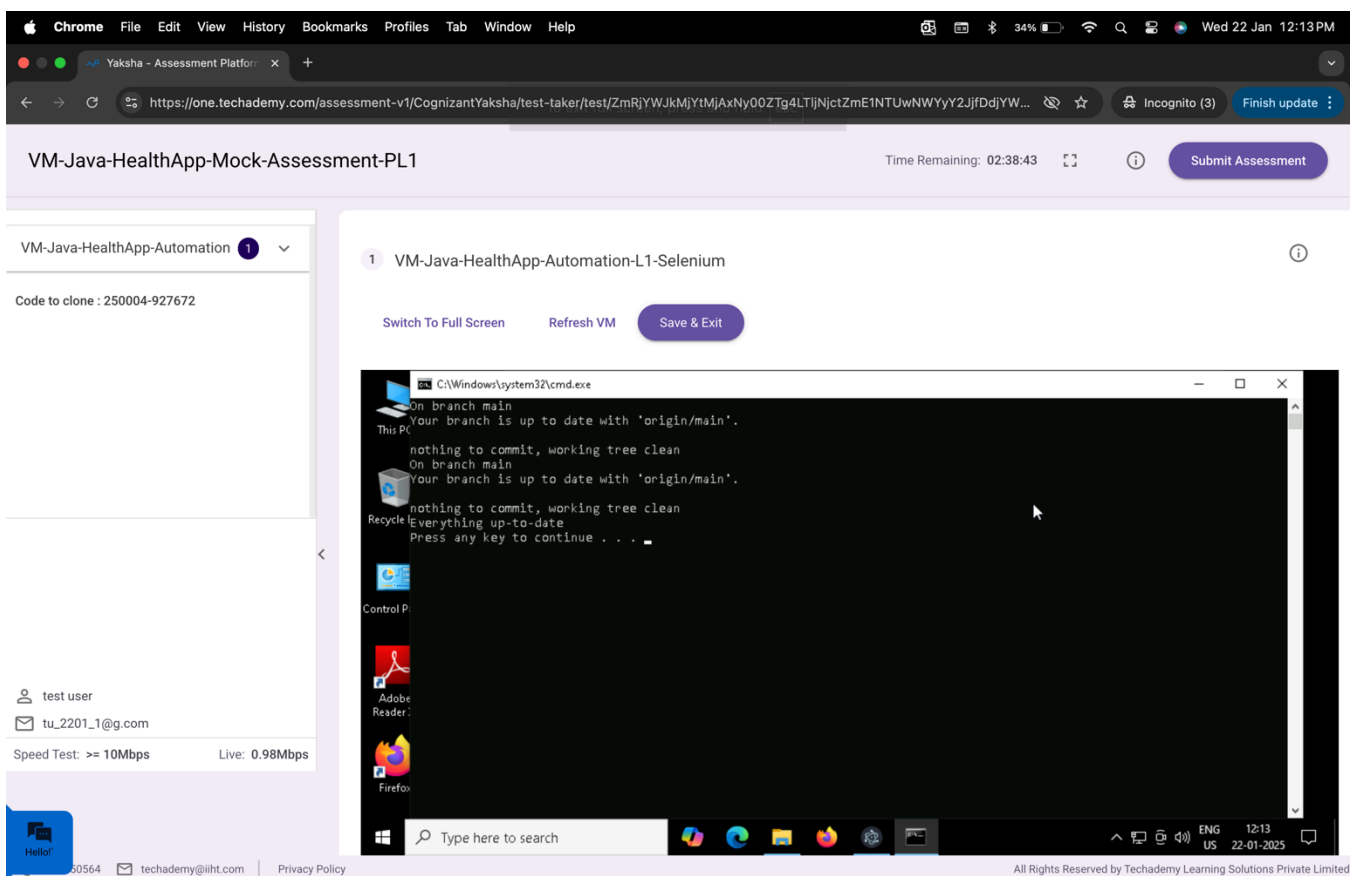 Chrome File Edit View History Bookmarks Profiles Tab Window Help 34% Wed 22 Jan 12:13 PM
Yaksha - Assessment Platform
https://one.techademy.com/assessment-v1/CognizantYaksha/test-taker/test/ZmRjYWJkMjYtMjAxNy00ZTg4LTljNjctZmE1NTUwNWYyY2JjfDdjYW... Incognito (3) Finish update
VM-Java-HealthApp-Mock-Assessment-PL1 Time Remaining: 02:38:43 Submit Assessment
VM-Java-HealthApp-Automation 1
1 VM-Java-HealthApp-Automation-L1-Selenium
Code to clone : 250004-927672
Switch To Full Screen Refresh VM Save & Exit
C:\Windows\system32\cmd.exe
On branch main
Your branch is up to date with 'origin/main'.
This PC
nothing to commit, working tree clean
On branch main
Your branch is up to date with 'origin/main'.
nothing to commit, working tree clean
Recycle
Everything up-to-date
Press any key to continue . . .
Control P
Adobe
Reader
Firefox
test user
tu_2201_1@g.com
Speed Test: >= 10Mbps Live: 0.98Mbps
Type here to search ENG 12:13
US 22-01-2025
Hello!
50564 techademy@iiht.com Privacy Policy All Rights Reserved by Techademy Learning Solutions Private Limited